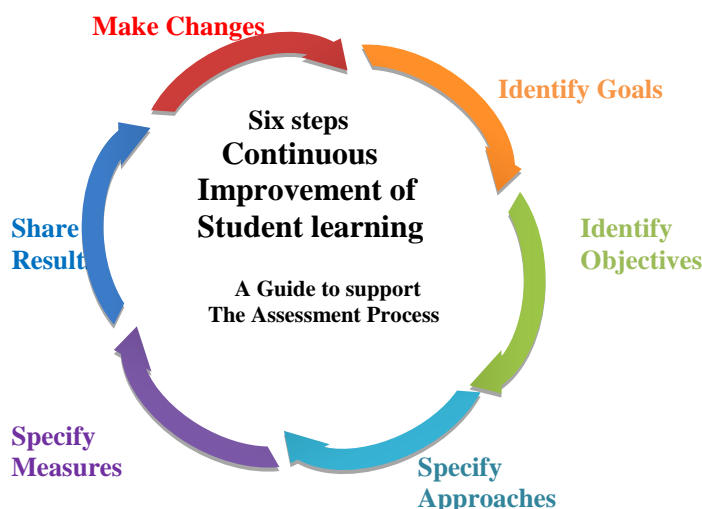 Make Changes
Identify Goals
Six steps
Continuous
Improvement of
Student learning
Share
Result
Identify
Objectives
A Guide to support
The Assessment Process
Specify
Measures
Specify
Approaches